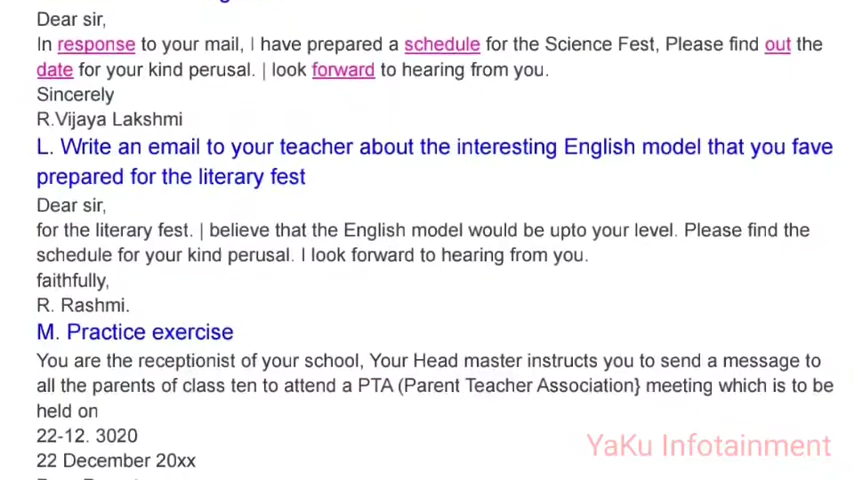 Dear sir,
In response to your mail, I have prepared a schedule for the Science Fest, Please find out the
date for your kind perusal. | look forward to hearing from you.
Sincerely
R.Vijaya Lakshmi
L. Write an email to your teacher about the interesting English model that you fave
prepared for the literary fest
Dear sir,
for the literary fest. | believe that the English model would be upto your level. Please find the
schedule for your kind perusal. I look forward to hearing from you.
faithfully,
R. Rashmi.
M. Practice exercise
You are the receptionist of your school, Your Head master instructs you to send a message to
all the parents of class ten to attend a PTA (Parent Teacher Association} meeting which is to be
held on
22-12. 3020
22 December 20xx
YaKu Infotainment